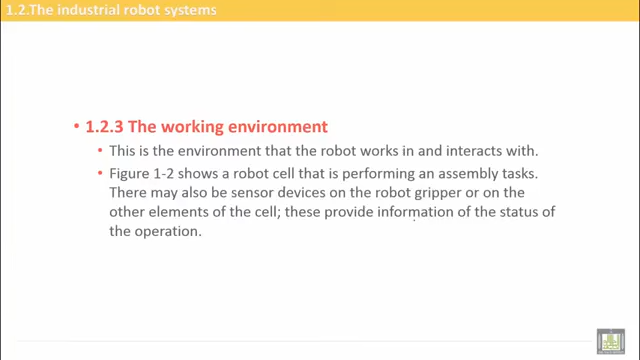 1.2.The industrial robot systems
• 1.2.3 The working environment
• This is the environment that the robot works in and interacts with.
• Figure 1-2 shows a robot cell that is performing an assembly tasks.
There may also be sensor devices on the robot gripper or on the
other elements of the cell; these provide information of the status of
the operation.